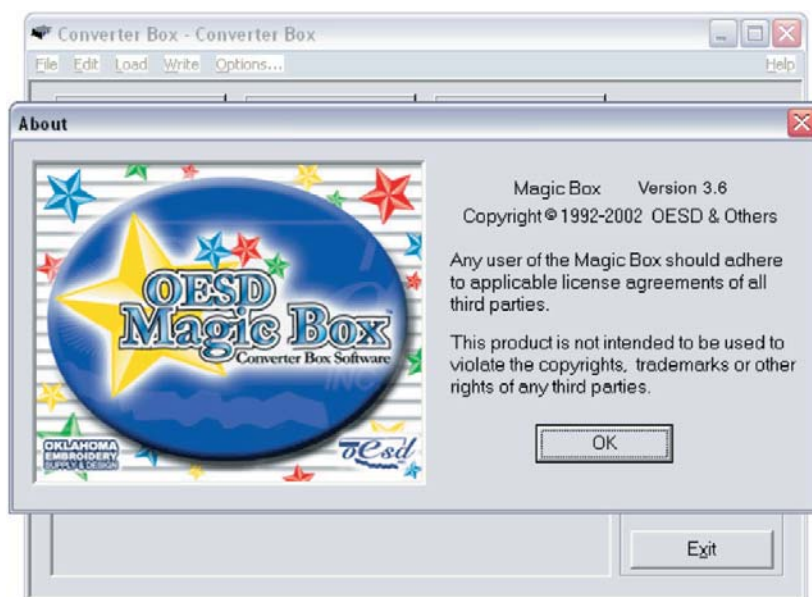 Converter Box - Converter Box
File Edit Load Write Options... Help
About
OESD
Magic Box™
Converter Box Software
INC
OKLAHOMA
EMBROIDERY
SUPPLY & DESIGN
oesd
Magic Box Version 3.6
Copyright © 1992-2002 OESD & Others
Any user of the Magic Box should adhere
to applicable license agreements of all
third parties.
This product is not intended to be used to
violate the copyrights, trademarks or other
rights of any third parties.
OK
Exit